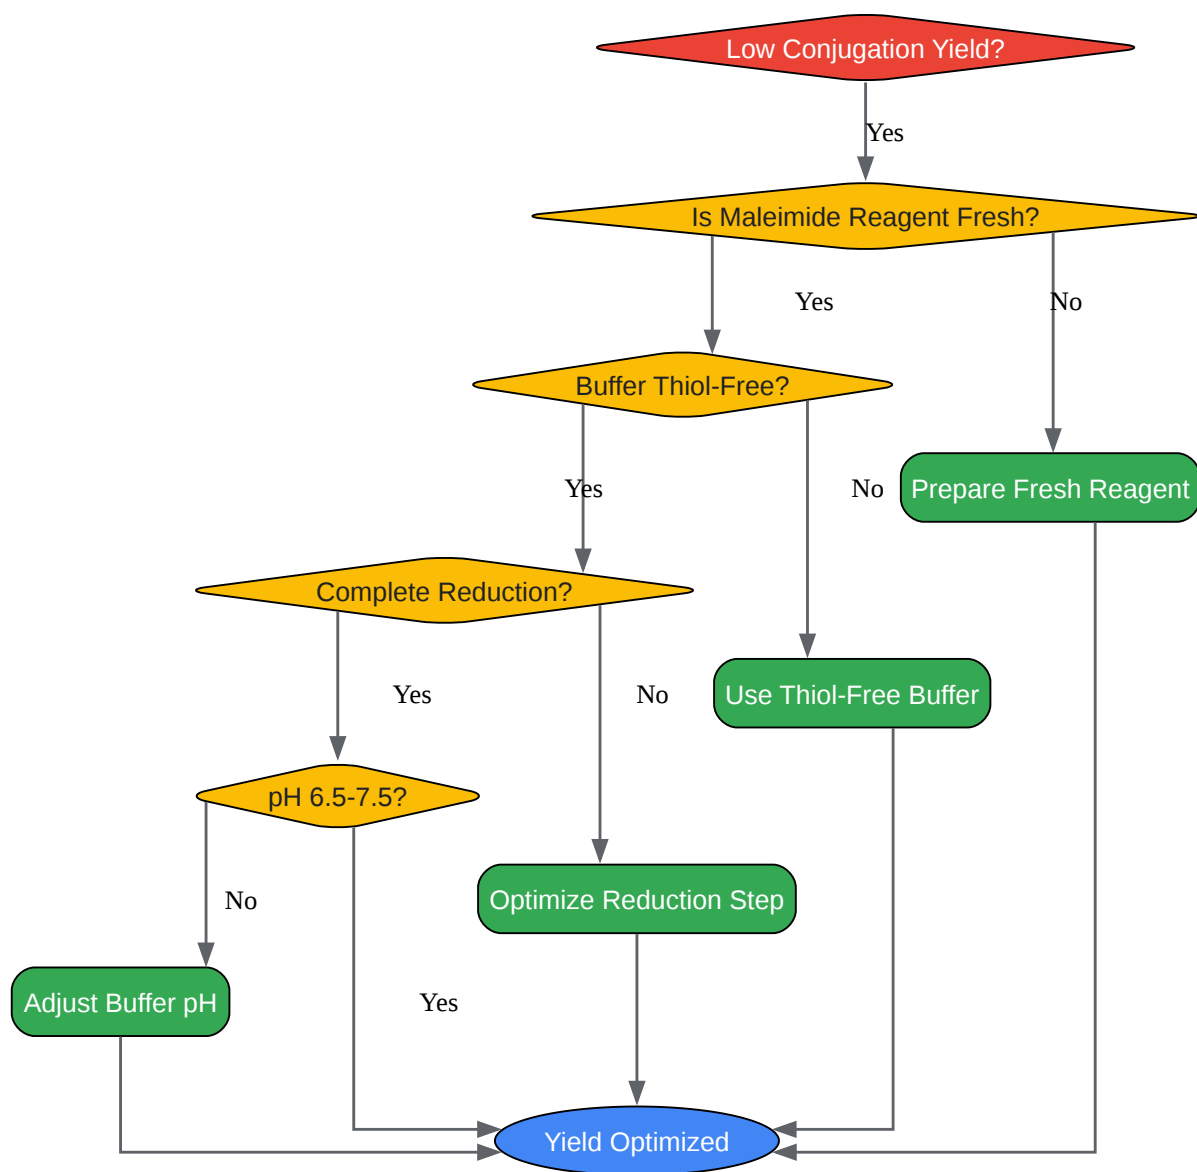 Low Conjugation Yield?
Yes
Is Maleimide Reagent Fresh?
Yes
No
Buffer Thiol-Free?
Yes
No
Prepare Fresh Reagent
Complete Reduction?
Yes
No
Use Thiol-Free Buffer
pH 6.5-7.5?
No
Optimize Reduction Step
Adjust Buffer pH
Yes
Yield Optimized